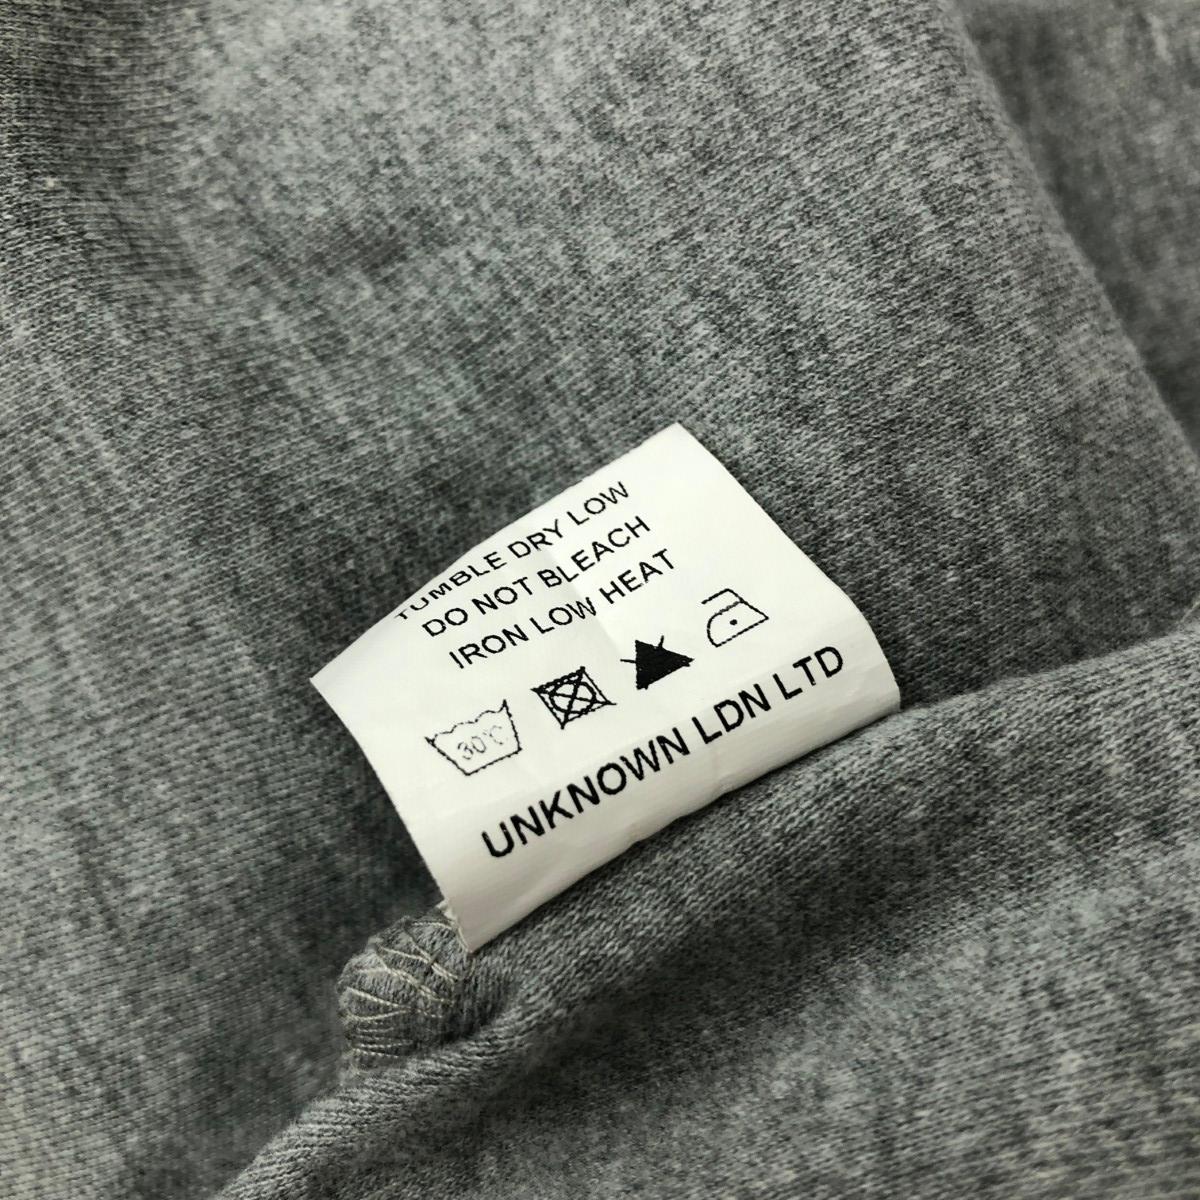 TUMBLE DRY LOW
DO NOT BLEACH
IRON LOW HEAT
30°C
UNKNOWN LDN LTD